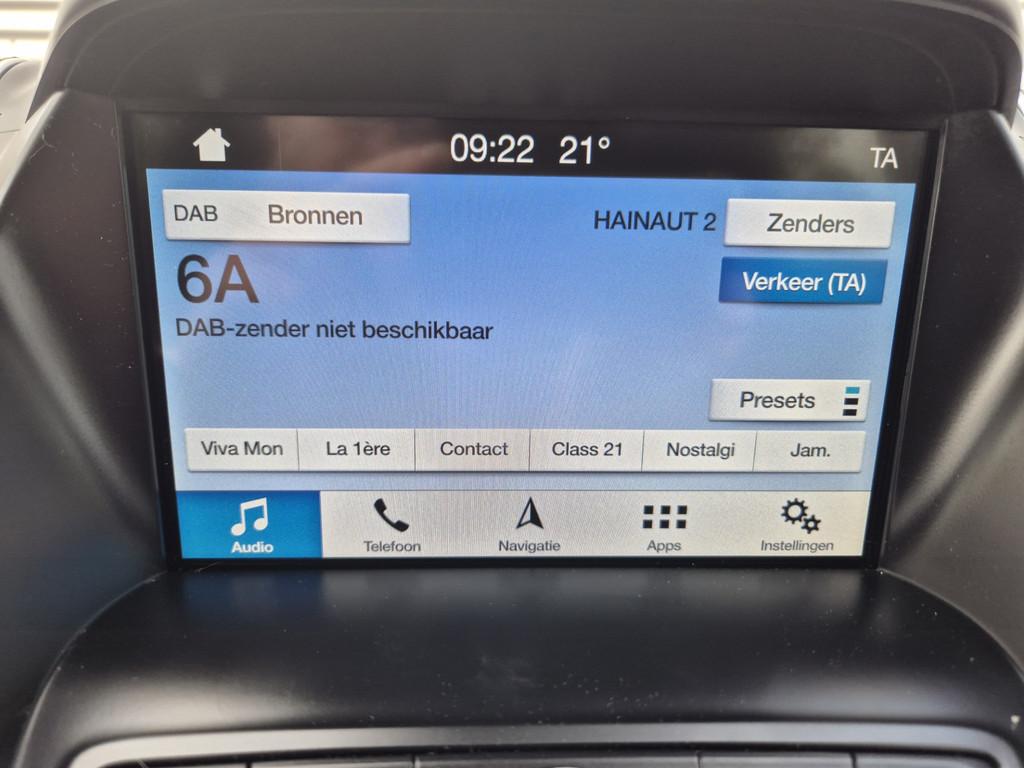 09:22 21°
TA
DAB Bronnen
HAINAUT 2
Zenders
6A
Verkeer (TA)
DAB-zender niet beschikbaar
Presets
Viva Mon
La 1ère
Contact
Class 21
Nostalgi
Jam.
Audio
Telefoon
Navigatie
Apps
Instellingen